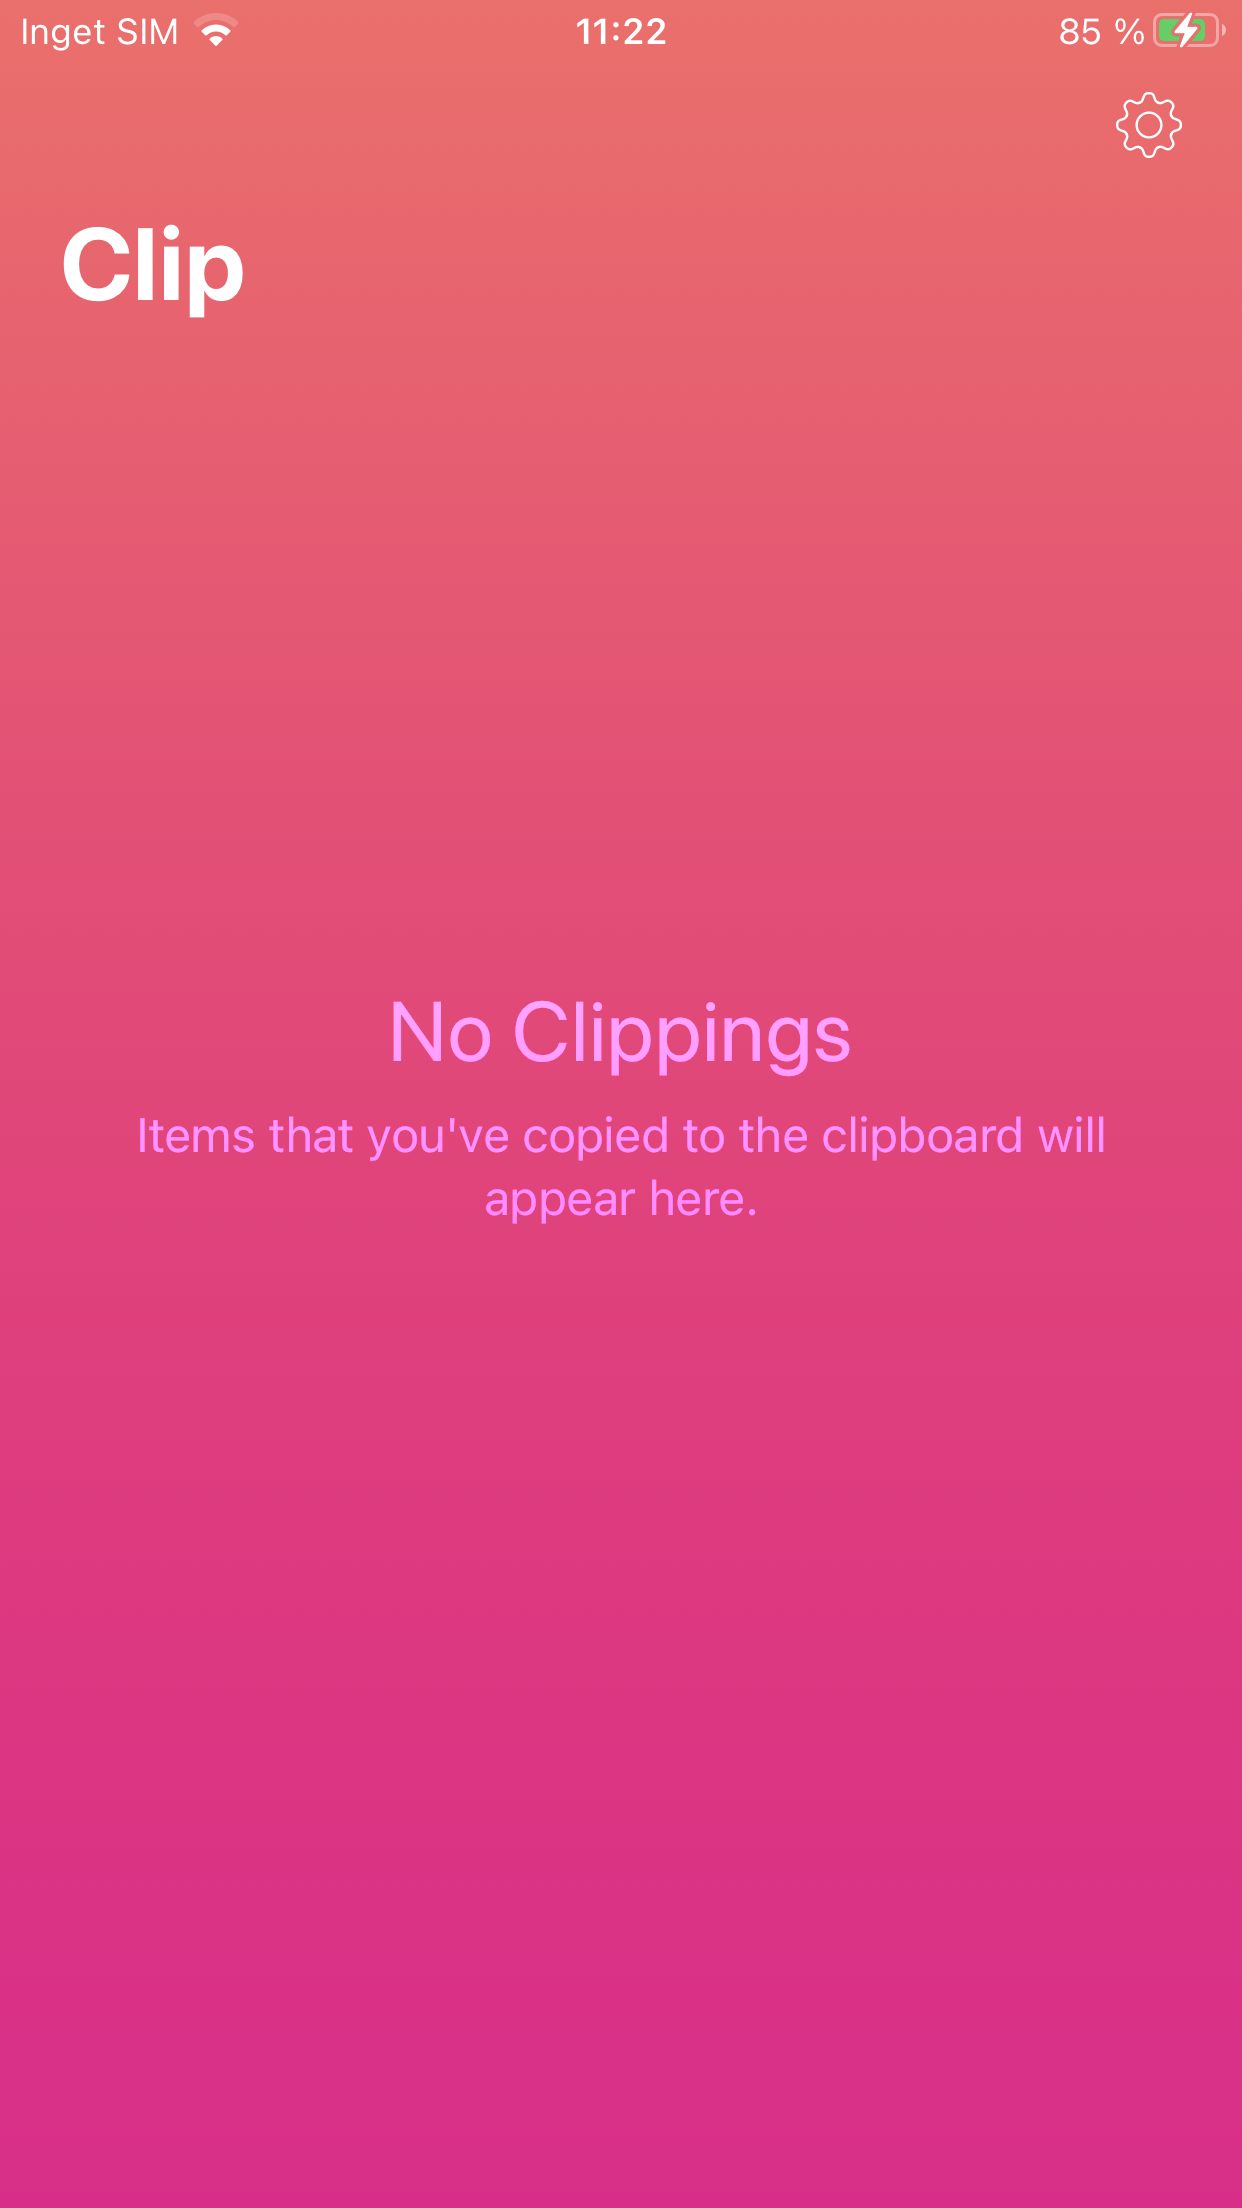 Inget SIM 11:22 85 %
Clip
No Clippings
Items that you've copied to the clipboard will
appear here.